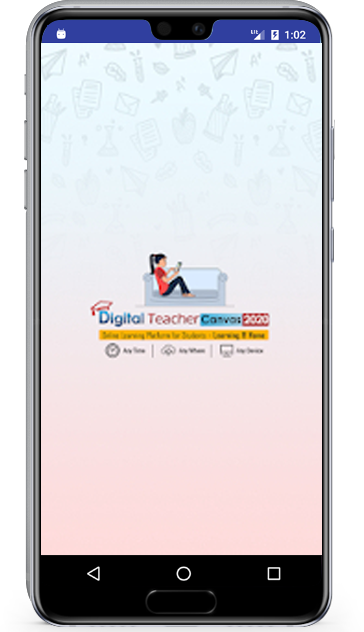 LTE 1:02
Digital Teacher Canvas 2020
Online Learning Platform for Students - Learning @ Home
Any Time | Any Where | Any Device